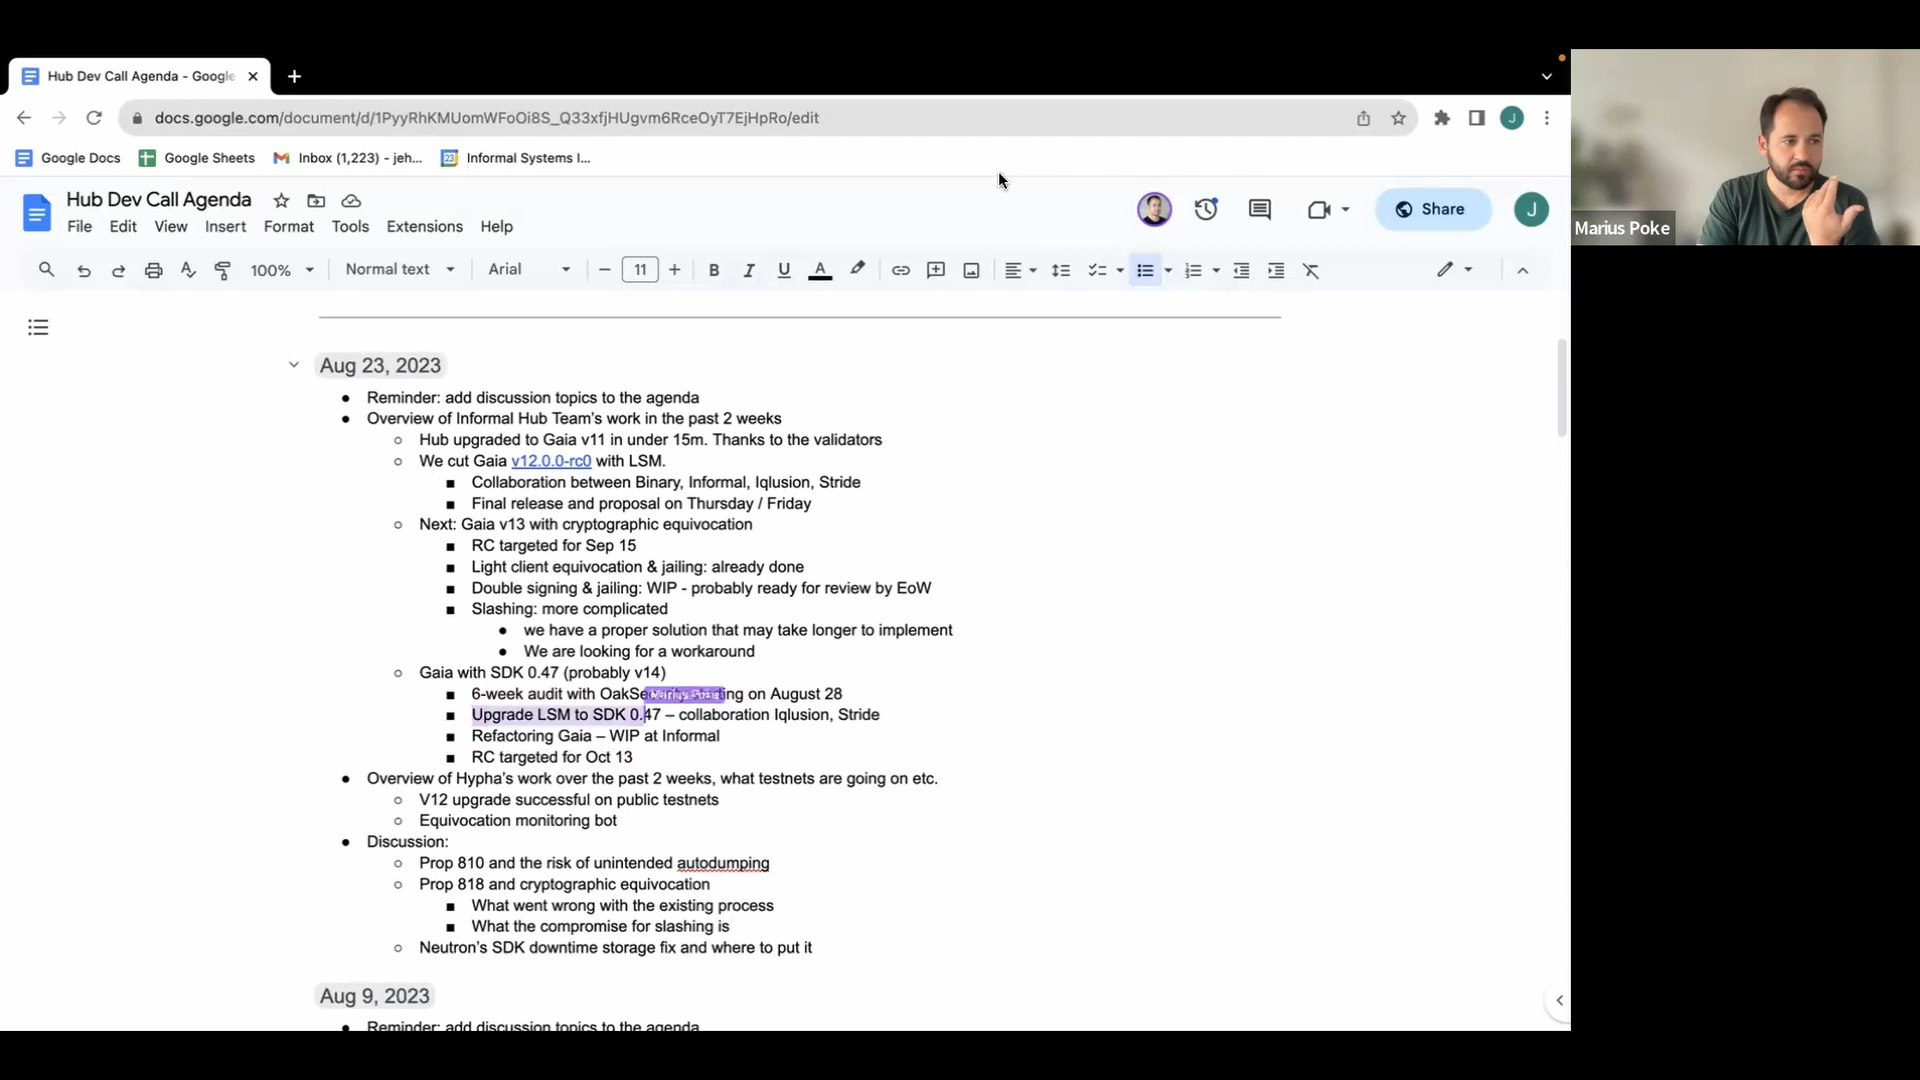 Hub Dev Call Agenda - Google
docs.google.com/document/d/1PyyRhKMUomWFoOi8S_Q33xfjHUgvm6RceOyT7EjHpRo/edit
J
Google Docs
Google Sheets
Inbox (1,223) - jeh...
Informal Systems I...
Hub Dev Call Agenda
Share
J
File Edit View Insert Format Tools Extensions Help
Marius Poke
100% Normal text Arial 11 B I U A
Aug 23, 2023
Reminder: add discussion topics to the agenda
Overview of Informal Hub Team's work in the past 2 weeks
Hub upgraded to Gaia v11 in under 15m. Thanks to the validators
We cut Gaia v12.0.0-rc0 with LSM.
Collaboration between Binary, Informal, Iqlusion, Stride
Final release and proposal on Thursday / Friday
Next: Gaia v13 with cryptographic equivocation
RC targeted for Sep 15
Light client equivocation & jailing: already done
Double signing & jailing: WIP - probably ready for review by EoW
Slashing: more complicated
we have a proper solution that may take longer to implement
We are looking for a workaround
Gaia with SDK 0.47 (probably v14)
6-week audit with on August 28
Upgrade LSM to SDK 0.47 – collaboration Iqlusion, Stride
Refactoring Gaia – WIP at Informal
RC targeted for Oct 13
Overview of Hypha's work over the past 2 weeks, what testnets are going on etc.
V12 upgrade successful on public testnets
Equivocation monitoring bot
Discussion:
Prop 810 and the risk of unintended autodumping
Prop 818 and cryptographic equivocation
What went wrong with the existing process
What the compromise for slashing is
Neutron's SDK downtime storage fix and where to put it
Aug 9, 2023
Reminder: add discussion topics to the agenda